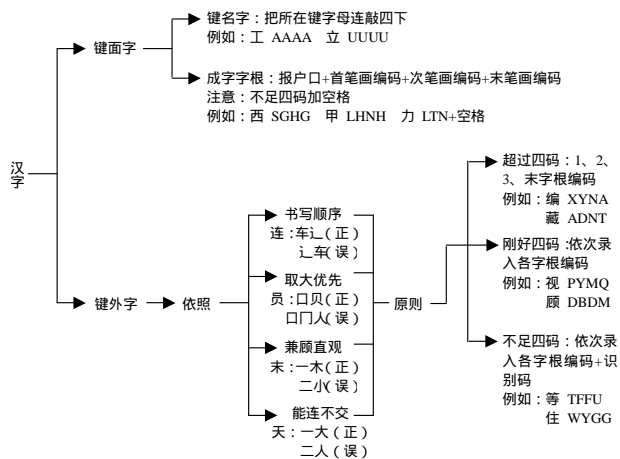 键名字：把所在键字母连敲四下
例如：工 AAAA 立 UUUU
键面字
成字字根：报户口+首笔画编码+次笔画编码+末笔画编码
注意：不足四码加空格
例如：西 SGHG 甲 LHNH 力 LTN+空格
汉
字
键外字
依照
书写顺序
连：车辶（正）
辶车（误）
取大优先
员：口贝（正）
口冂人（误）
兼顾直观
末：一木（正）
二小（误）
能连不交
天：一大（正）
二人（误）
原则
超过四码：1、2、
3、末字根编码
例如：编 XYNA
藏 ADNT
刚好四码：依次录
入各字根编码
例如：视 PYMQ
顾 DBDM
不足四码：依次录
入各字根编码+识
别码
例如：等 TFFU
住 WYGG